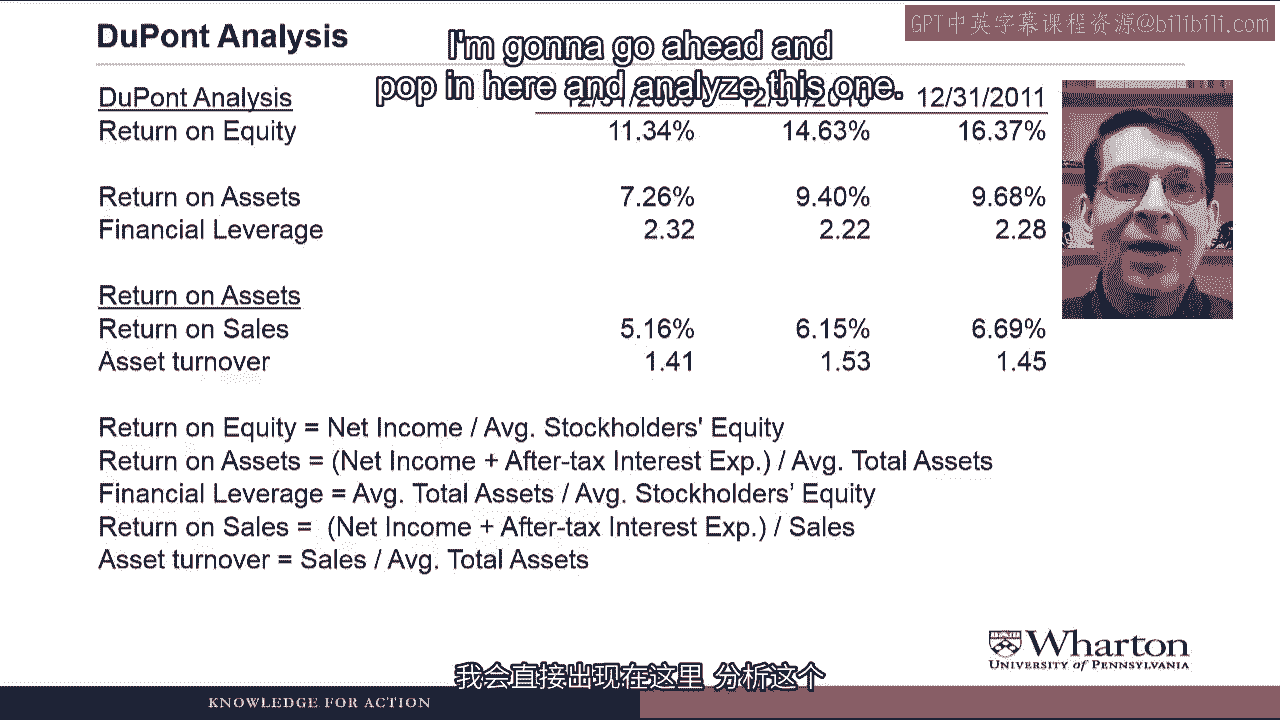 DuPont Analysis
GPT中英字幕课程资源@bilibili.com
I'm gonna go ahead and
pop in here and analyze this one.
DuPont Analysis 12/31/2011
Return on Equity 11.34% 14.63% 16.37%
Return on Assets 7.26% 9.40% 9.68%
Financial Leverage 2.32 2.22 2.28
Return on Assets
Return on Sales 5.16% 6.15% 6.69%
Asset turnover 1.41 1.53 1.45
Return on Equity = Net Income / Avg. Stockholders' Equity
Return on Assets = (Net Income + After-tax Interest Exp.) / Avg. Total Assets
Financial Leverage = Avg. Total Assets / Avg. Stockholders’ Equity
Return on Sales = (Net Income + After-tax Interest Exp.) / Sales
Asset turnover = Sales / Avg. Total Assets
Wharton
UNIVERSITY of PENNSYLVANIA
我会直接出现在这里 分析这个
KNOWLEDGE FOR ACTION